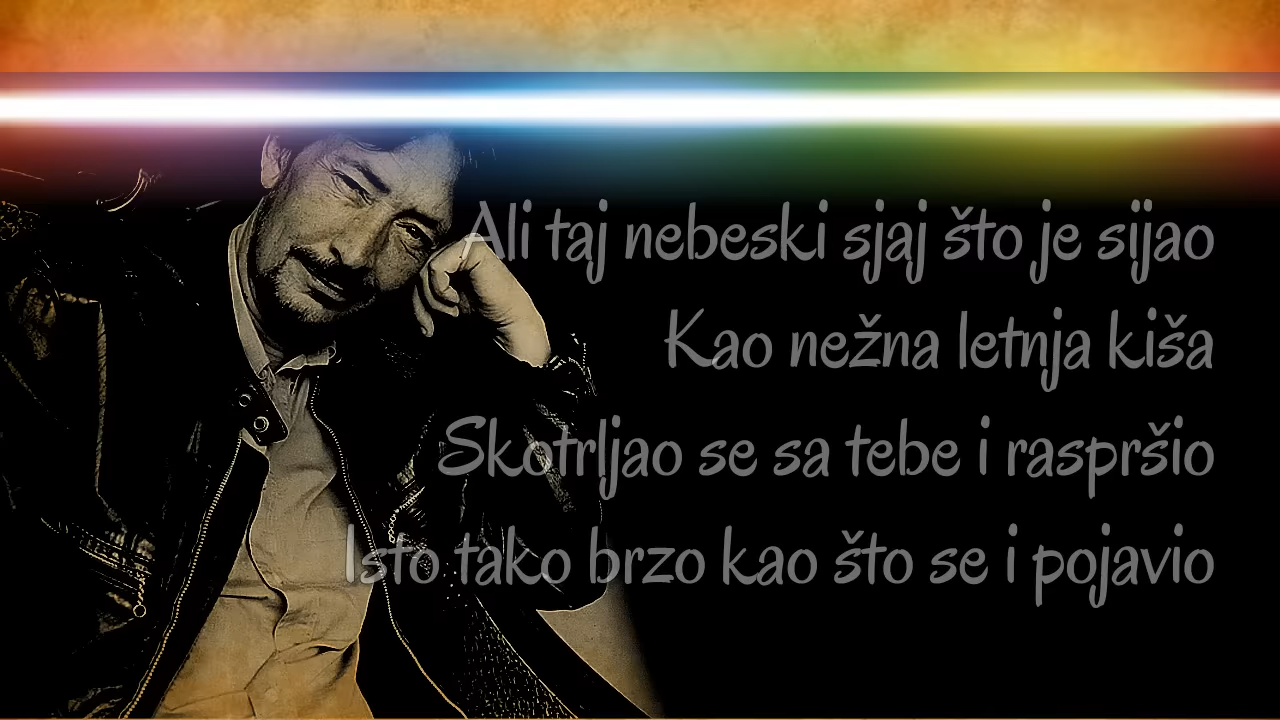 Ali taj nebeski sjaj što je sijao
Kao nežna letnja kiša
Skotrljao se sa tebe i raspršio
Isto tako brzo kao što se i pojavio